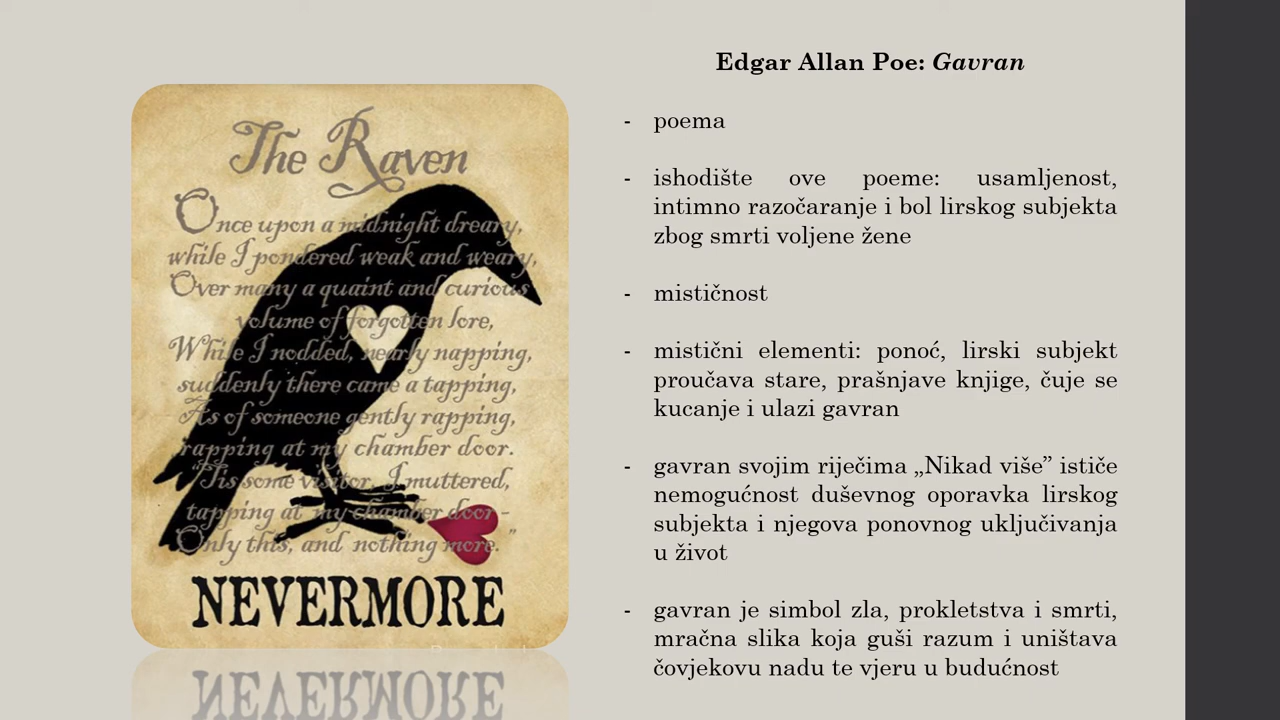 The Raven
Once upon a midnight dreary,
while I pondered weak and weary,
Over many a quaint and curious
volume of forgotten lore,
While I nodded, nearly napping,
suddenly there came a tapping,
As of someone gently rapping,
rapping at my chamber door.
"Tis some visitor, I muttered,
tapping at my chamber door -
Only this, and nothing more. "
NEVERMORE
Edgar Allan Poe: Gavran
- poema
- ishodište ove poeme: usamljenost,
intimno razočaranje i bol lirskog subjekta
zbog smrti voljene žene
- mističnost
- mistični elementi: ponoć, lirski subjekt
proučava stare, prašnjave knjige, čuje se
kucanje i ulazi gavran
- gavran svojim riječima „Nikad više” ističe
nemogućnost duševnog oporavka lirskog
subjekta i njegova ponovnog uključivanja
u život
- gavran je simbol zla, prokletstva i smrti,
mračna slika koja guši razum i uništava
čovjekovu nadu te vjeru u budućnost